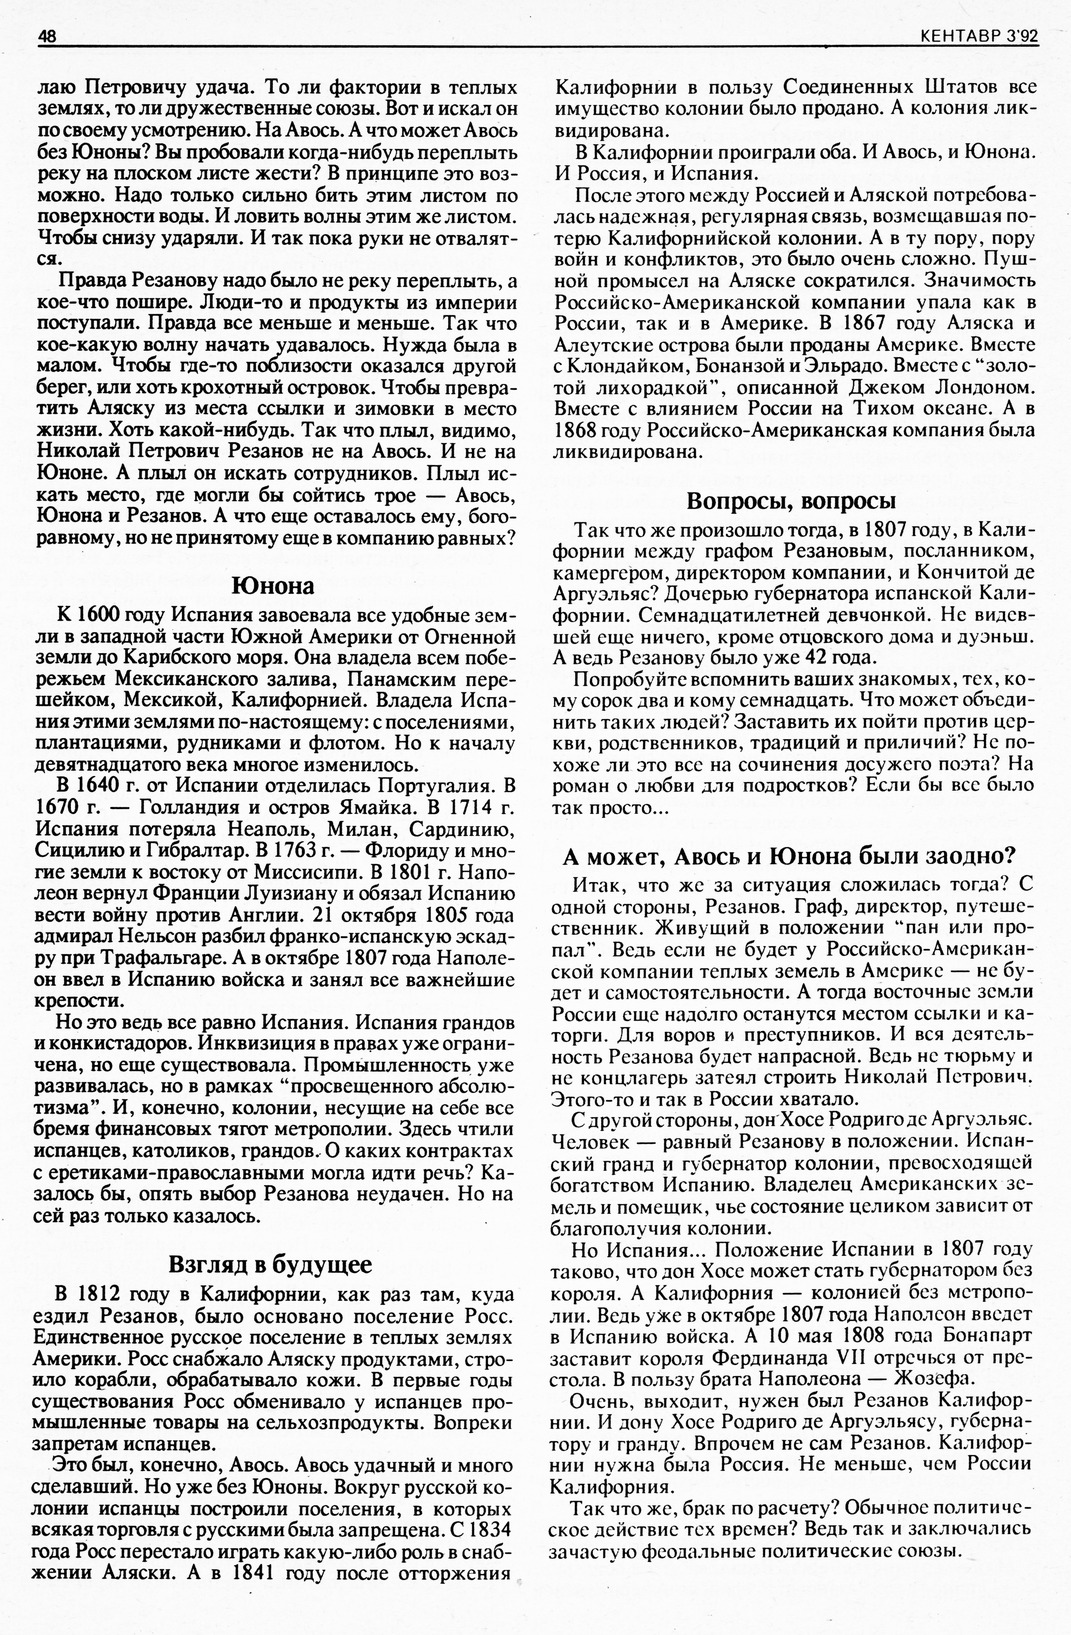 48
КЕНТАВР 3'92
лаю Петровичу удача. То ли фактории в теплых
землях, то ли дружественные союзы. Вот и искал он
по своему усмотрению. На Авось. А что может Авось
без Юноны? Вы пробовали когда-нибудь переплыть
реку на плоском листе жести? В принципе это воз-
можно. Надо только сильно бить этим листом по
поверхности воды. И ловить волны этим же листом.
Чтобы снизу ударяли. И так пока руки не отвалят-
ся.
Правда Резанову надо было не реку переплыть, а
кое-что пошире. Люди-то и продукты из империи
поступали. Правда все меньше и меньше. Так что
кое-какую волну начать удавалось. Нужда была в
малом. Чтобы где-то поблизости оказался другой
берег, или хоть крохотный островок. Чтобы превра-
тить Аляску из места ссылки и зимовки в место
жизни. Хоть какой-нибудь. Так что плыл, видимо,
Николай Петрович Резанов не на Авось. И не на
Юноне. А плыл он искать сотрудников. Плыл ис-
кать место, где могли бы сойтись трое — Авось,
Юнона и Резанов. А что еще оставалось ему, бого-
равному, но не принятому еще в компанию равных?
Юнона
К 1600 году Испания завоевала все удобные зем-
ли в западной части Южной Америки от Огненной
земли до Карибского моря. Она владела всем побе-
режьем Мексиканского залива, Панамским пере-
шейком, Мексикой, Калифорнией. Владела Испа-
ния этими землями по-настоящему: с поселениями,
плантациями, рудниками и флотом. Но к началу
девятнадцатого века многое изменилось.
В 1640 г. от Испании отделилась Португалия. В
1670 г. — Голландия и остров Ямайка. В 1714 г.
Испания потеряла Неаполь, Милан, Сардинию,
Сицилию и Гибралтар. В 1763 г. — Флориду и мно-
гие земли к востоку от Миссисипи. В 1801 г. Напо-
леон вернул Франции Луизиану и обязал Испанию
вести войну против Англии. 21 октября 1805 года
адмирал Нельсон разбил франко-испанскую эскад-
ру при Трафальгаре. А в октябре 1807 года Наполе-
он ввел в Испанию войска и занял все важнейшие
крепости.
Но это ведь все равно Испания. Испания грандов
и конкистадоров. Инквизиция в правах уже ограни-
чена, но еще существовала. Промышленность уже
развивалась, но в рамках “просвещенного абсолю-
тизма”. И, конечно, колонии, несущие на себе все
бремя финансовых тягот метрополии. Здесь чтили
испанцев, католиков, грандов. О каких контрактах
с еретиками-православными могла идти речь? Ка-
залось бы, опять выбор Резанова неудачен. Но на
сей раз только казалось.
Взгляд в будущее
В 1812 году в Калифорнии, как раз там, куда
ездил Резанов, было основано поселение Росс.
Единственное русское поселение в теплых землях
Америки. Росс снабжало Аляску продуктами, стро-
ило корабли, обрабатывало кожи. В первые годы
существования Росс обменивало у испанцев про-
мышленные товары на сельхозпродукты. Вопреки
запретам испанцев.
Это был, конечно, Авось. Авось удачный и много
сделавший. Но уже без Юноны. Вокруг русской ко-
лонии испанцы построили поселения, в которых
всякая торговля с русскими была запрещена. С 1834
года Росс перестало играть какую-либо роль в снаб-
жении Аляски. А в 1841 году после отторжения
Калифорнии в пользу Соединенных Штатов все
имущество колонии было продано. А колония лик-
видирована.
В Калифорнии проиграли оба. И Авось, и Юнона.
И Россия, и Испания.
После этого между Россией и Аляской потребова-
лась надежная, регулярная связь, возмещавшая по-
терю Калифорнийской колонии. А в ту пору, пору
войн и конфликтов, это было очень сложно. Пуш-
ной промысел на Аляске сократился. Значимость
Российско-Американской компании упала как в
России, так и в Америке. В 1867 году Аляска и
Алеутские острова были проданы Америке. Вместе
с Клондайком, Бонанзой и Эльрадо. Вместе с “золо-
той лихорадкой”, описанной Джеком Лондоном.
Вместе с влиянием России на Тихом океане. А в
1868 году Российско-Американская компания была
ликвидирована.
Вопросы, вопросы
Так что же произошло тогда, в 1807 году, в Кали-
форнии между графом Резановым, посланником,
камергером, директором компании, и Кончитой де
Аргуэльяс? Дочерью губернатора испанской Кали-
форнии. Семнадцатилетней девчонкой. Не видев-
шей еще ничего, кроме отцовского дома и дуэньш.
А ведь Резанову было уже 42 года.
Попробуйте вспомнить ваших знакомых, тех, ко-
му сорок два и кому семнадцать. Что может объеди-
нить таких людей? Заставить их пойти против цер-
кви, родственников, традиций и приличий? Не по-
хоже ли это все на сочинения досужего поэта? На
роман о любви для подростков? Если бы все было
так просто...
А может, Авось и Юнона были заодно?
Итак, что же за ситуация сложилась тогда? С
одной стороны, Резанов. Граф, директор, путеше-
ственник. Живущий в положении “пан или про-
пал”. Ведь если не будет у Российско-Американ-
ской компании теплых земель в Америке — не бу-
дет и самостоятельности. А тогда восточные земли
России еще надолго останутся местом ссылки и ка-
торги. Для воров и преступников. И вся деятель-
ность Резанова будет напрасной. Ведь не тюрьму и
не концлагерь затеял строить Николай Петрович.
Этого-то и так в России хватало.
С другой стороны, дон Хосе Родриго де Аргуэльяс.
Человек — равный Резанову в положении. Испан-
ский гранд и губернатор колонии, превосходящей
богатством Испанию. Владелец Американских зе-
мель и помещик, чье состояние целиком зависит от
благополучия колонии.
Но Испания... Положение Испании в 1807 году
таково, что дон Хосе может стать губернатором без
короля. А Калифорния — колонией без метропо-
лии. Ведь уже в октябре 1807 года Наполеон введет
в Испанию войска. А 10 мая 1808 года Бонапарт
заставит короля Фердинанда VII отречься от пре-
стола. В пользу брата Наполеона — Жозефа.
Очень, выходит, нужен был Резанов Калифор-
нии. И дону Хосе Родриго де Аргуэльясу, губерна-
тору и гранду. Впрочем не сам Резанов. Калифор-
нии нужна была Россия. Не меньше, чем России
Калифорния.
Так что же, брак по расчету? Обычное политиче-
ское действие тех времен? Ведь так и заключались
зачастую феодальные политические союзы.